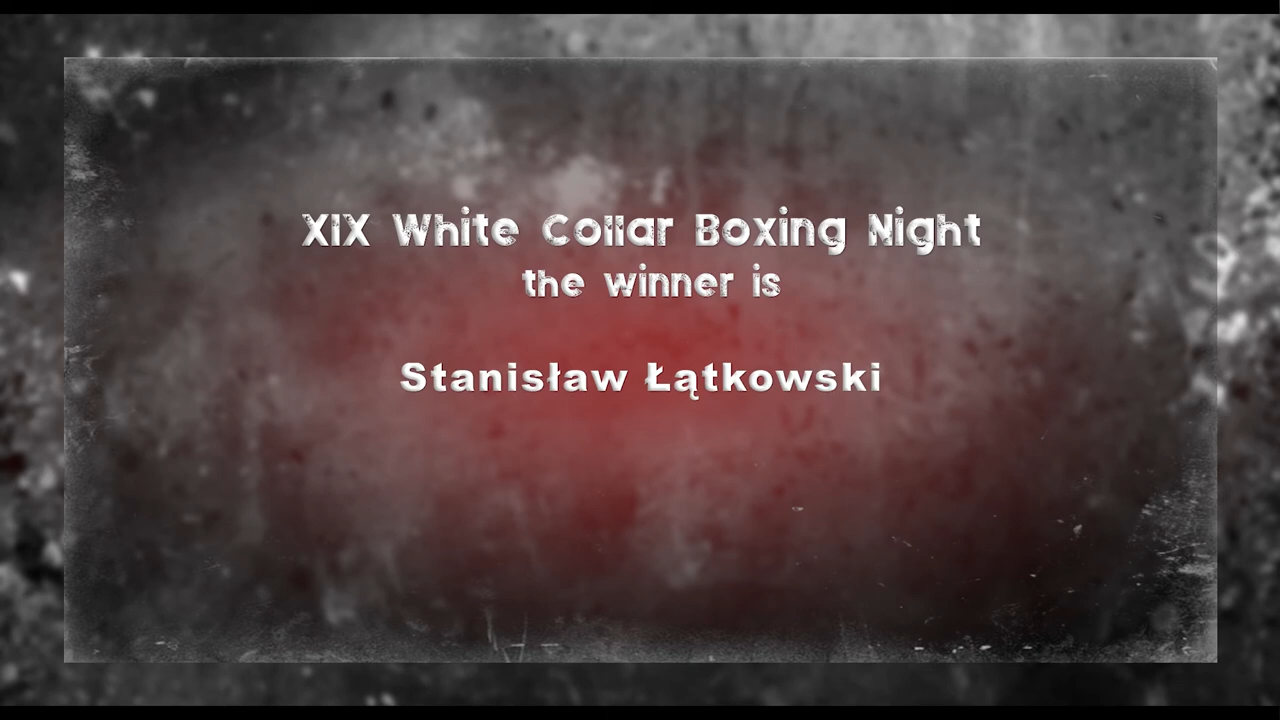 XIX White Collar Boxing Night
the winner is
Stanisław Łątkowski